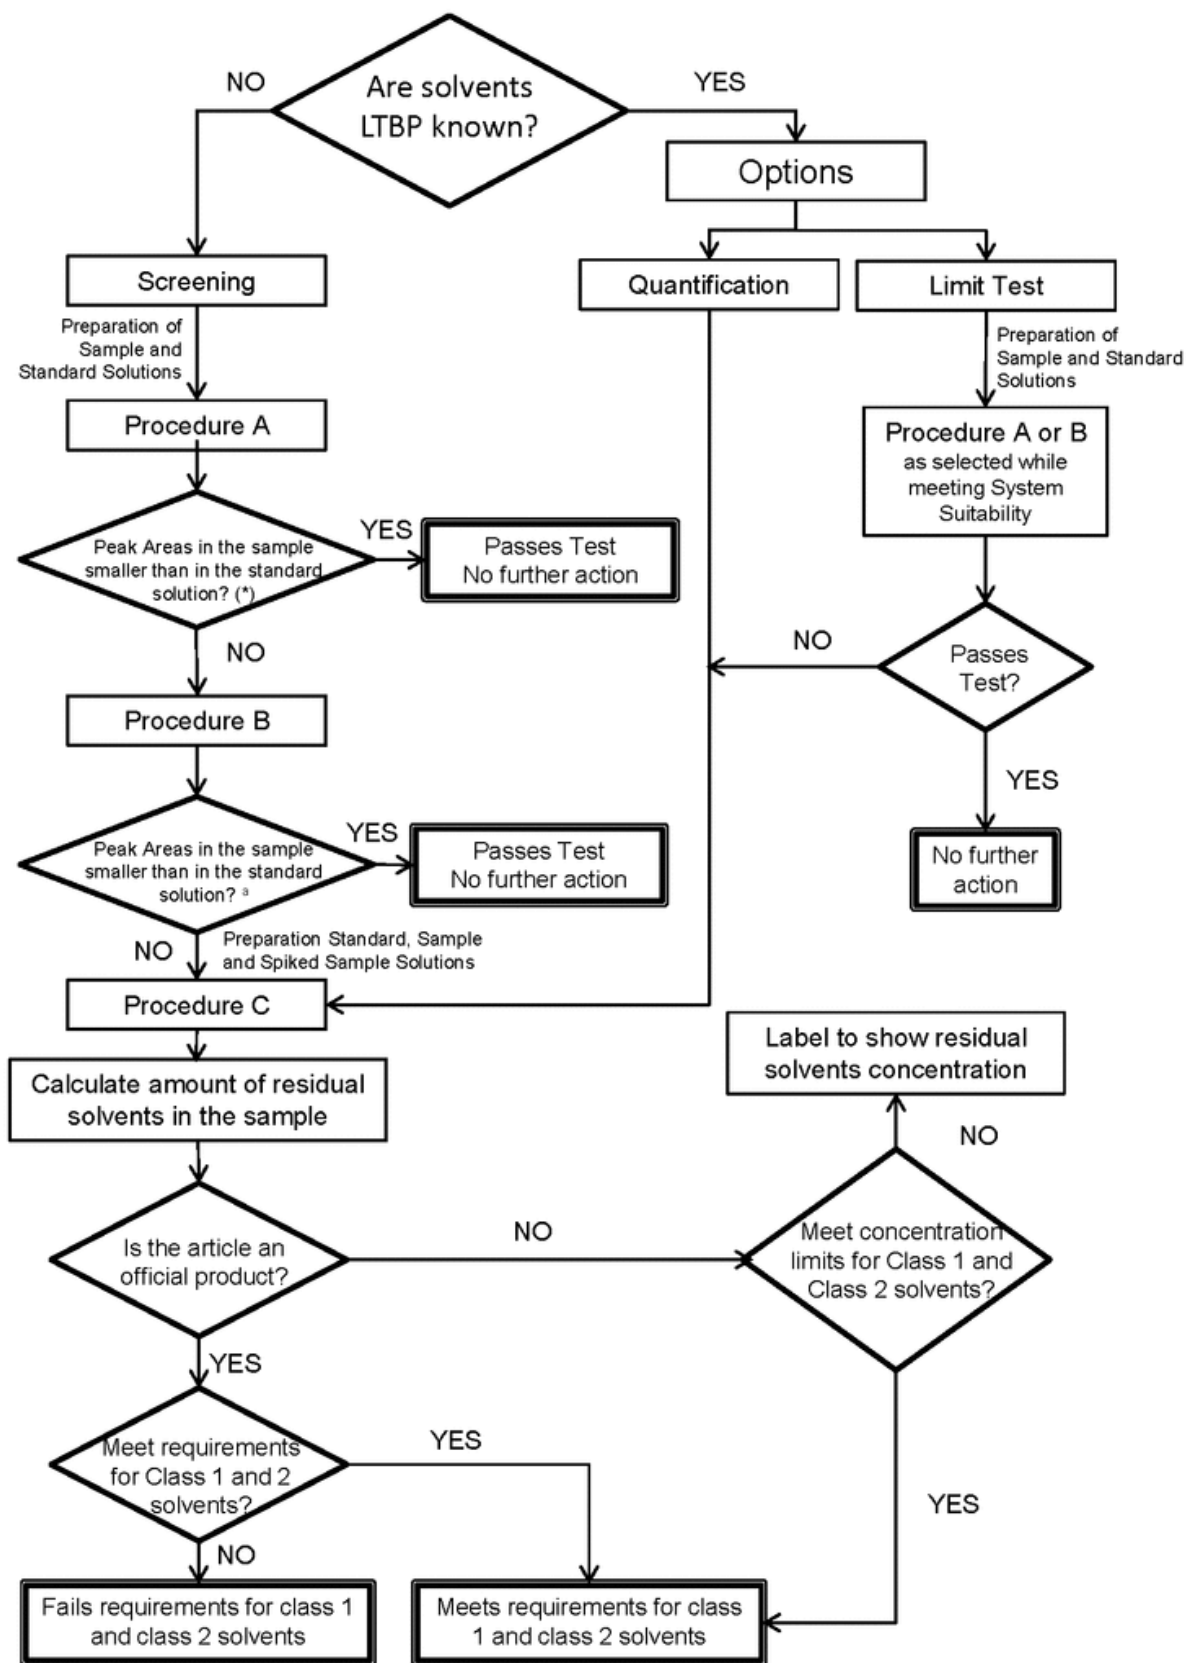 Are solvents
LTBP known?
NO
YES
Options
Screening
Quantification
Limit Test
Preparation of
Sample and
Standard Solutions
Preparation of
Sample and Standard
Solutions
Procedure A
Procedure A or B
as selected while
meeting System
Suitability
Peak Areas in the sample
smaller than in the standard
solution? (*)
YES
Passes Test
No further action
NO
Passes
Test?
NO
YES
No further
action
Procedure B
Peak Areas in the sample
smaller than in the standard
solution? ᵃ
YES
Passes Test
No further action
NO
Preparation Standard, Sample
and Spiked Sample Solutions
Procedure C
Calculate amount of residual
solvents in the sample
Label to show residual
solvents concentration
NO
Is the article an
official product?
NO
Meet concentration
limits for Class 1 and
Class 2 solvents?
YES
Meet requirements
for Class 1 and 2
solvents?
YES
YES
NO
Fails requirements for class 1
and class 2 solvents
Meets requirements for class
1 and class 2 solvents